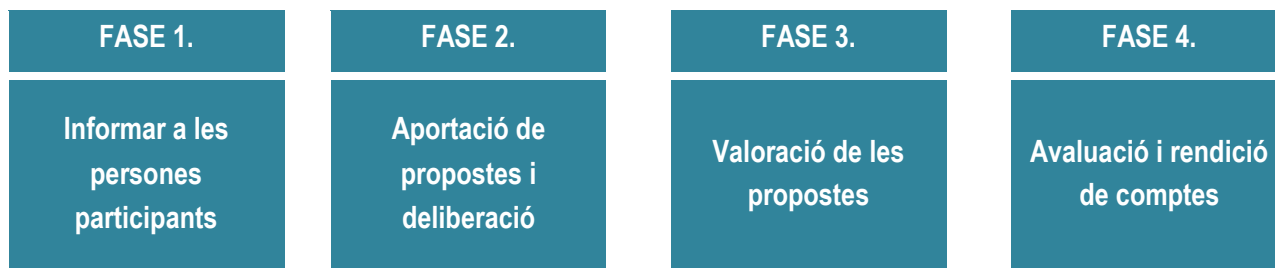 FASE 1.
Informar a les
persones
participants
FASE 2.
Aportació de
propostes i
deliberació
FASE 3.
Valoració de les
propostes
FASE 4.
Avaluació i rendició
de comptes